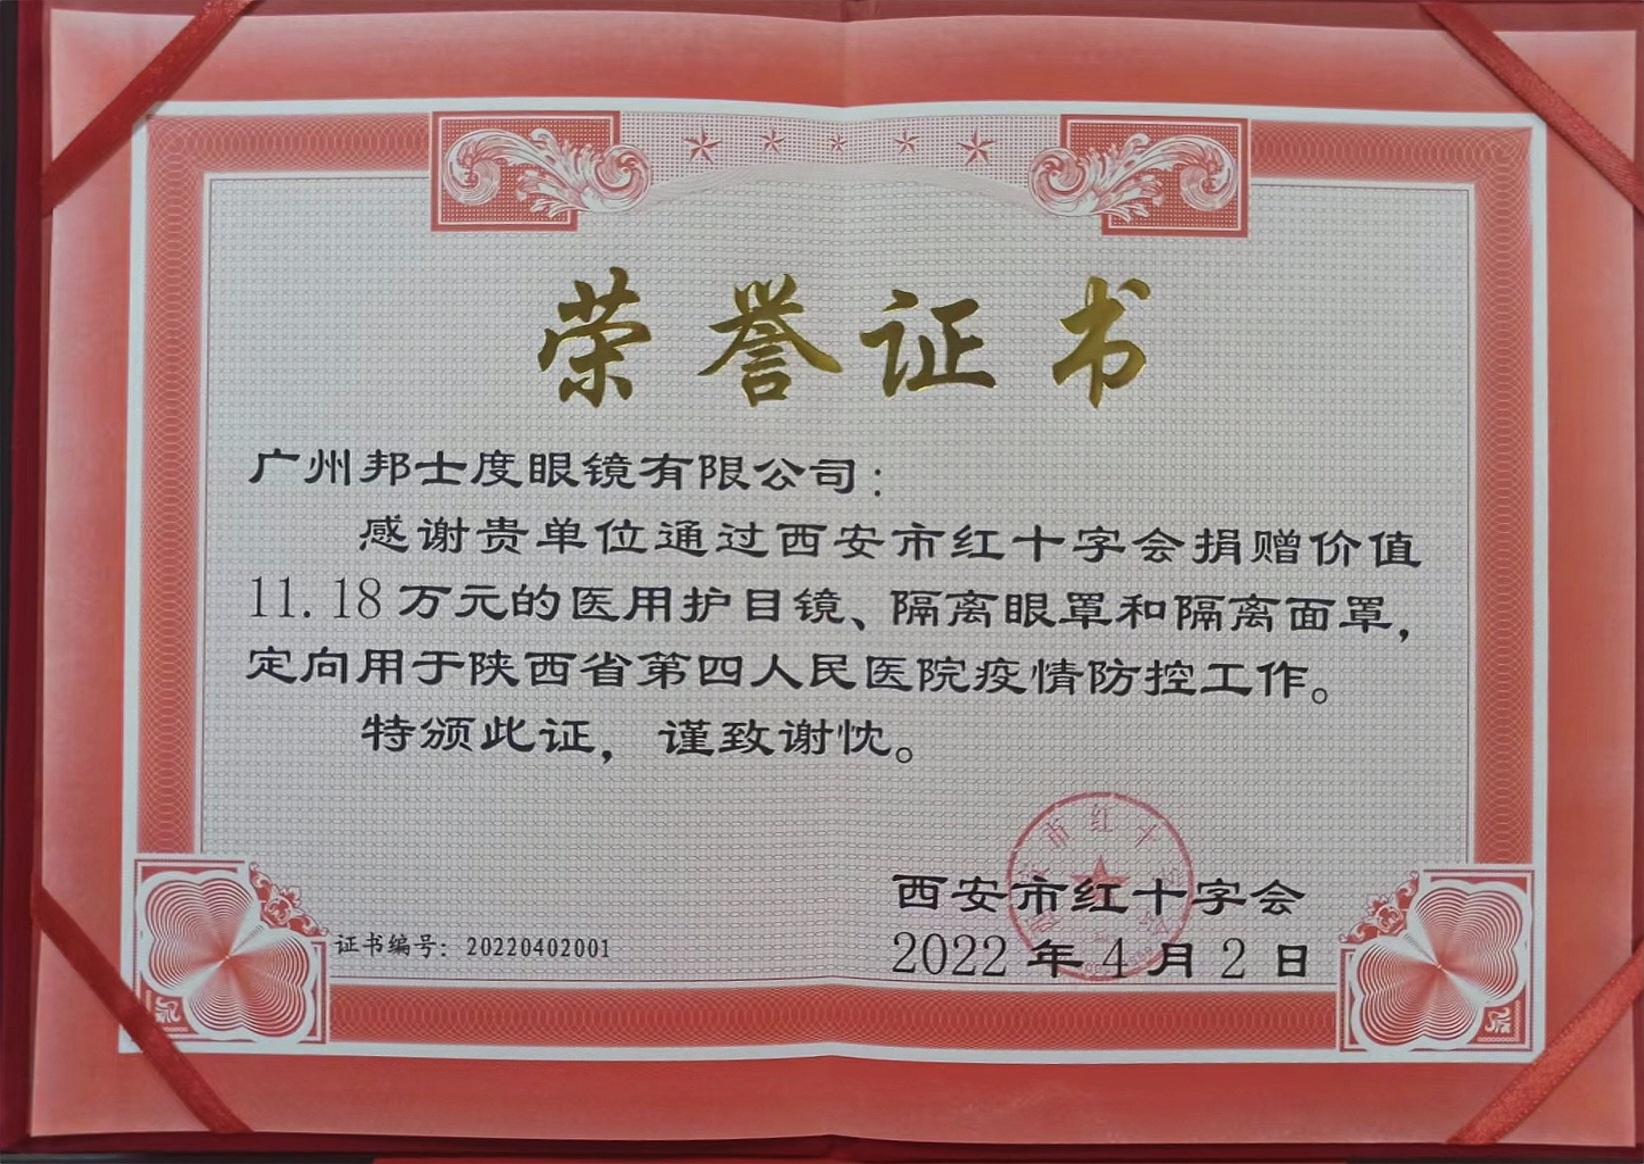 荣誉证书
广州邦士度眼镜有限公司：
感谢贵单位通过西安市红十字会捐赠价值
11.18万元的医用护目镜、隔离眼罩和隔离面罩，
定向用于陕西省第四人民医院疫情防控工作。
特颁此证，谨致谢忱。
西安市红十字会
证书编号：20220402001
2022年4月2日